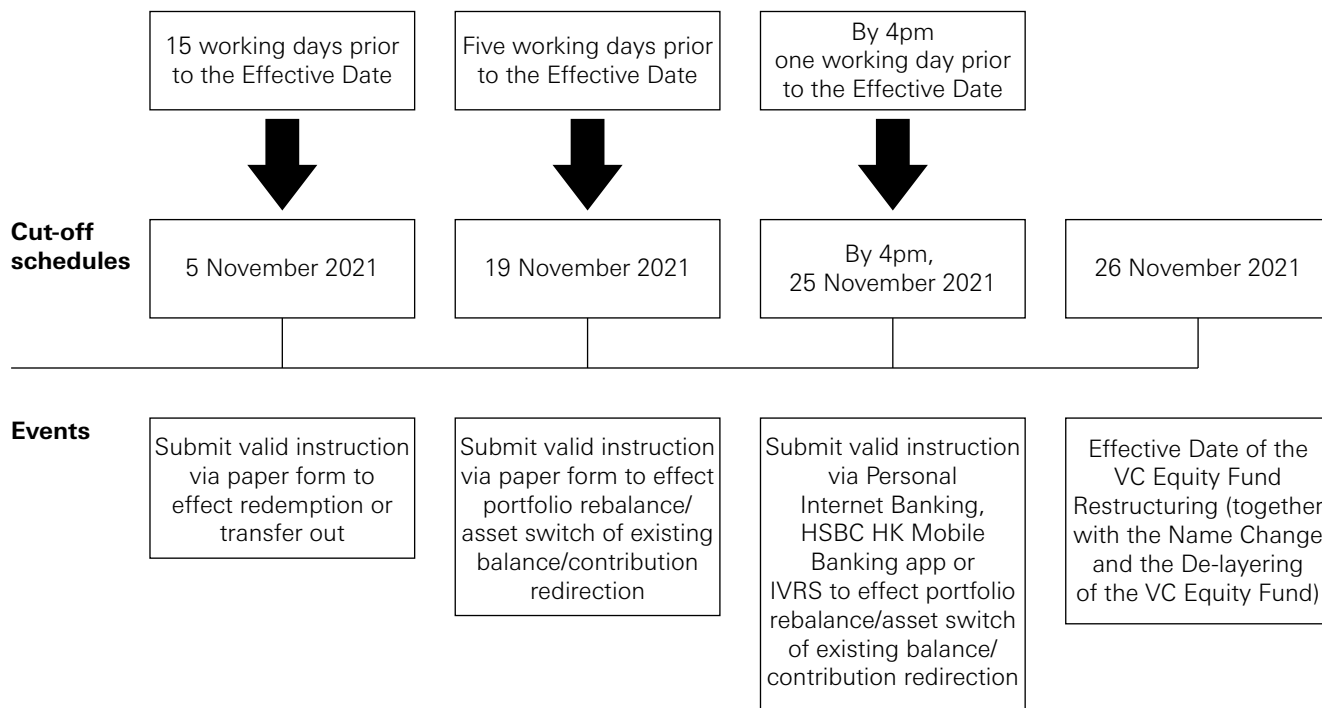 15 working days prior
to the Effective Date
Five working days prior
to the Effective Date
By 4pm
one working day prior
to the Effective Date
Cut-off
schedules
5 November 2021
19 November 2021
By 4pm,
25 November 2021
26 November 2021
Events
Submit valid instruction
via paper form to
effect redemption or
transfer out
Submit valid instruction
via paper form to effect
portfolio rebalance/
asset switch of existing
balance/contribution
redirection
Submit valid instruction
via Personal
Internet Banking,
HSBC HK Mobile
Banking app or
IVRS to effect portfolio
rebalance/asset switch
of existing balance/
contribution redirection
Effective Date of the
VC Equity Fund
Restructuring (together
with the Name Change
and the De-layering
of the VC Equity Fund)